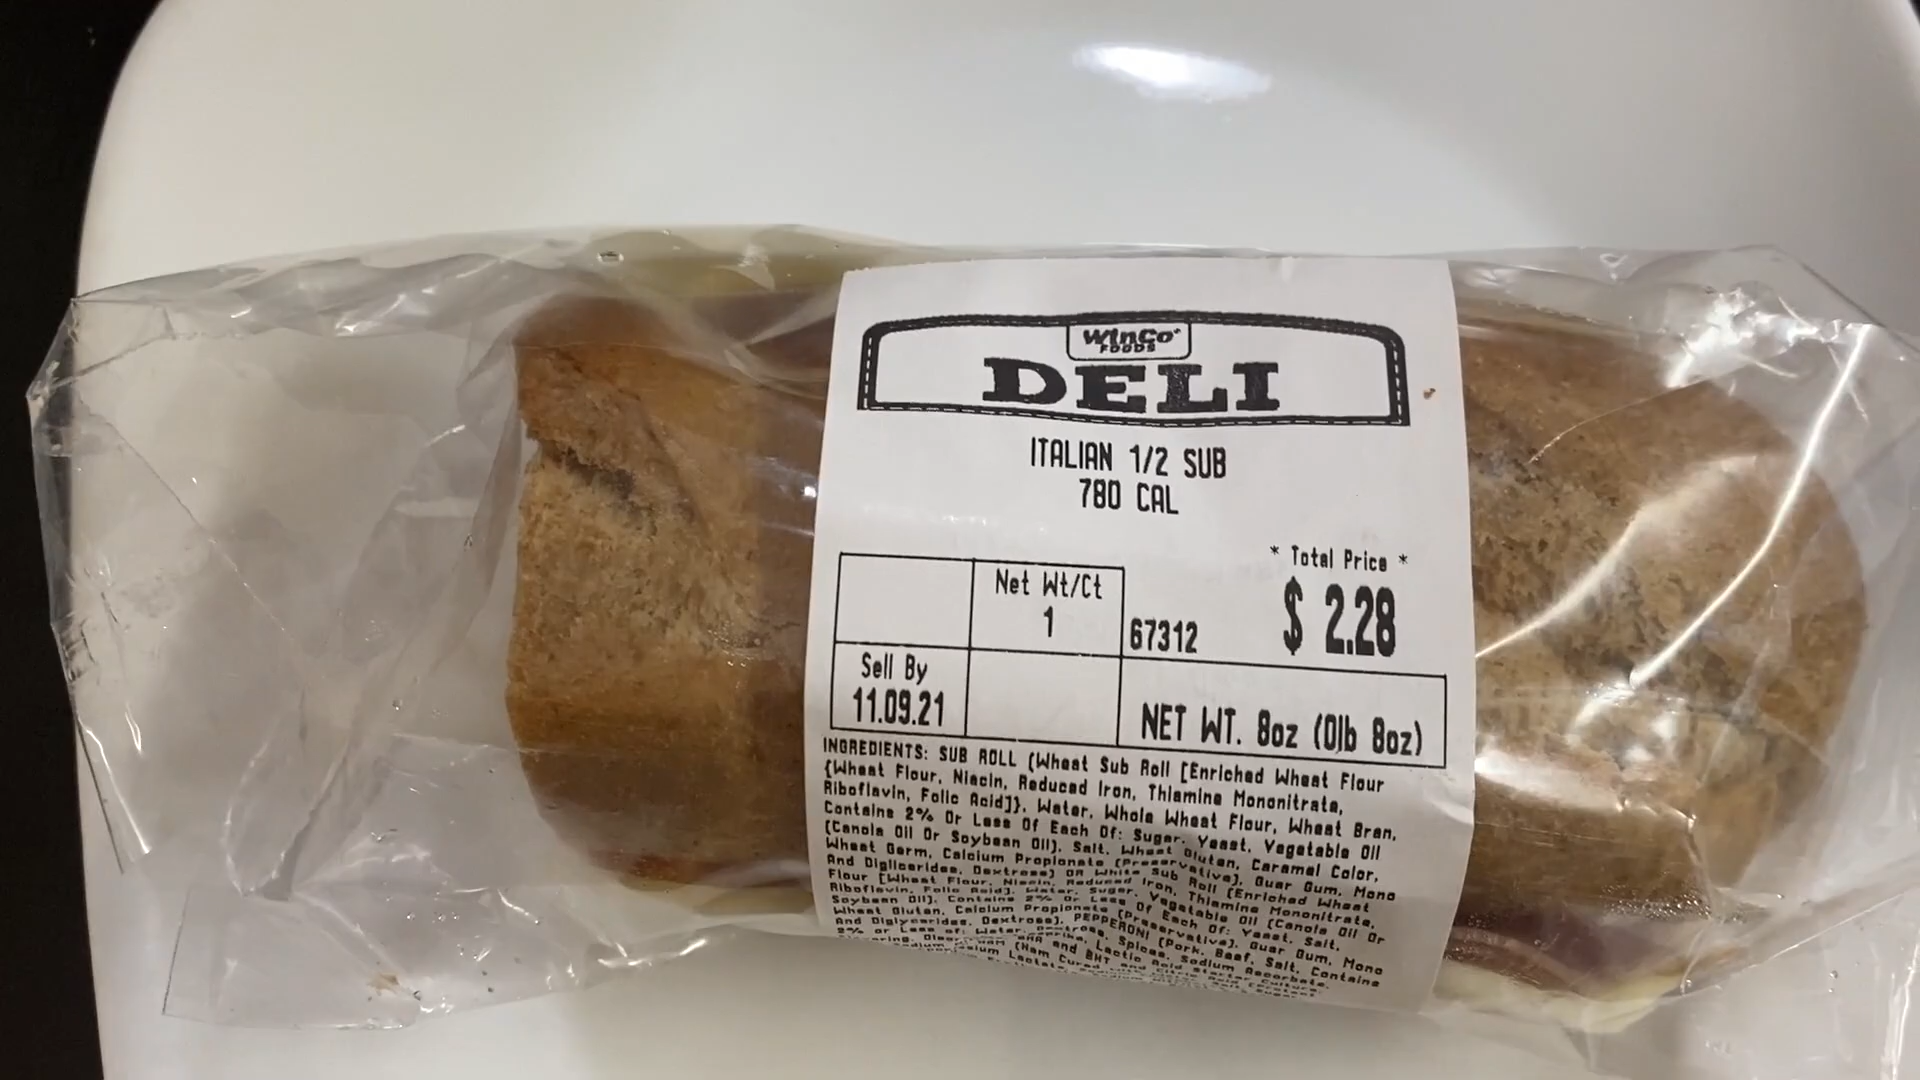 WinCo
FOODS
DELI
ITALIAN 1/2 SUB
780 CAL
* Total Price *
$ 2.28
Net Wt/Ct
1
67312
Sell By
11.09.21
NET WT. 8oz (0lb 8oz)
INGREDIENTS: SUB ROLL (Wheat Sub Roll [Enriched Wheat Flour
{Wheat Flour, Niacin, Reduced Iron, Thiamine Mononitrate,
Riboflavin, Folic Acid]}, Water, Whole Wheat Flour, Wheat Bran,
Contains 2% Or Less Of Each Of: Sugar, Yeast, Vegetable Oil
(Canola Oil Or Soybean Oil), Salt, Wheat Gluten, Caramel Color,
Wheat Germ, Calcium Propionate (Preservative), Guar Gum, Mono
And Diglicerides, Dextrose) OR White Sub Roll (Enriched Wheat
Flour [Wheat Flour, Niacin, Reduced Iron, Thiamine Mononitrate,
Riboflavin, Folic Acid], Water, Sugar, Vegetable Oil (Canola Oil Or
Soybean Oil), Contains 2% Or Less Of Each Of: Yeast, Salt,
Wheat Gluten, Calcium Propionate (Preservative), Guar Gum, Mono
And Diglycerides, Dextrose), PEPPERONI (Pork, Beef, Salt, Contains
2% or Less of: Water, Dextrose, Spices, Sodium Ascorbate,
Lactic Acid Starter Culture,
BHA and BHT and Citric Acid
HAM (Ham Cured